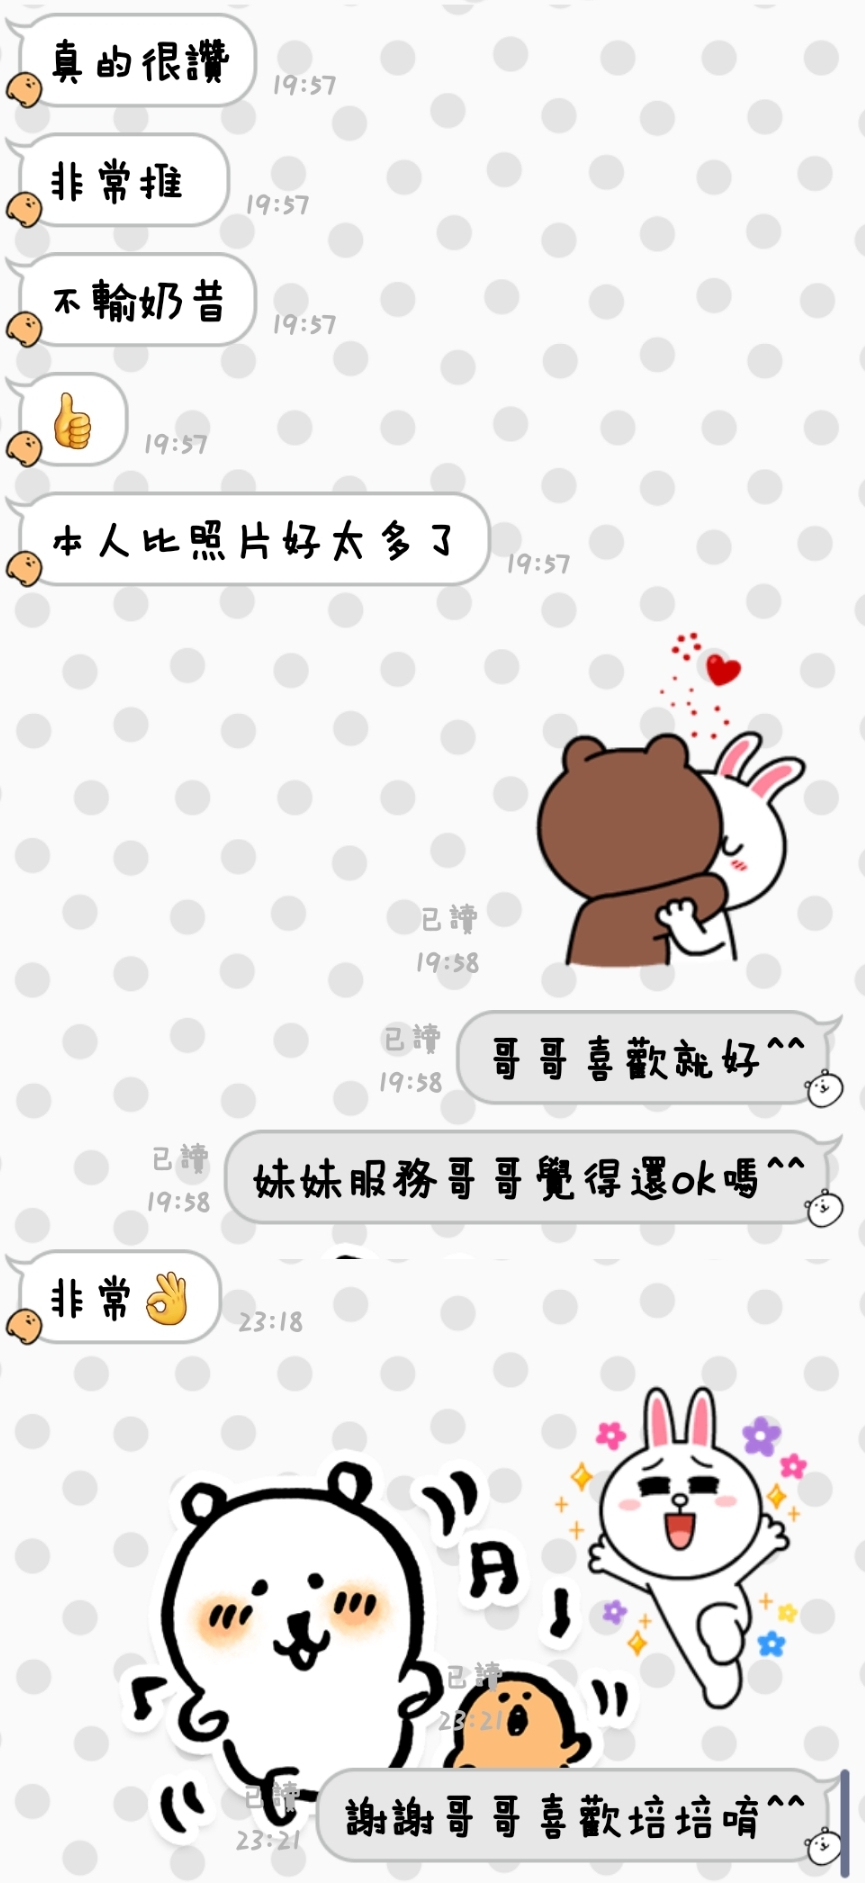 真的很讚
19:57
非常推
19:57
不輸奶昔
19:57
👍
19:57
本人比照片好太多了
19:57
已讀
19:58
已讀
19:58
哥哥喜歡就好^^
已讀
19:58
妹妹服務哥哥覺得還ok嗎^^
非常👌
23:18
已讀
23:21
已讀
23:21
謝謝哥哥喜歡培培唷^^